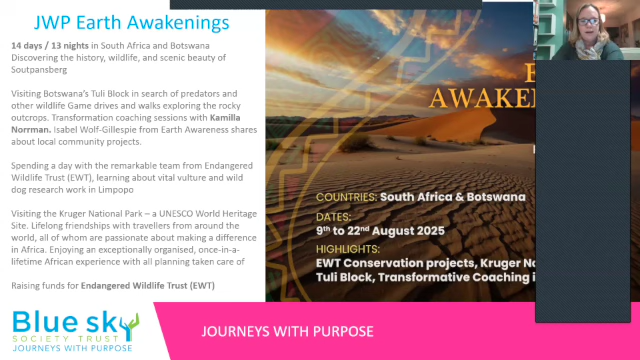 JWP Earth Awakenings
14 days / 13 nights in South Africa and Botswana
Discovering the history, wildlife, and scenic beauty of
Soutpansberg
Visiting Botswana's Tuli Block in search of predators and
other wildlife Game drives and walks exploring the rocky
outcrops. Transformation coaching sessions with Kamilla
Norrman. Isabel Wolf-Gillespie from Earth Awareness shares
about local community projects.
Spending a day with the remarkable team from Endangered
Wildlife Trust (EWT), learning about vital vulture and wild
dog research work in Limpopo
Visiting the Kruger National Park – a UNESCO World Heritage
Site. Lifelong friendships with travellers from around the
world, all of whom are passionate about making a difference
in Africa. Enjoying an exceptionally organised, once-in-a-
lifetime African experience with all planning taken care of
Raising funds for Endangered Wildlife Trust (EWT)
E
AWAKEN
COUNTRIES: South Africa & Botswana
DATES:
9th to 22nd August 2025
HIGHLIGHTS:
EWT Conservation projects, Kruger Na
Tuli Block, Transformative Coaching i
Blue sky
SOCIETY TRUST
JOURNEYS WITH PURPOSE
JOURNEYS WITH PURPOSE